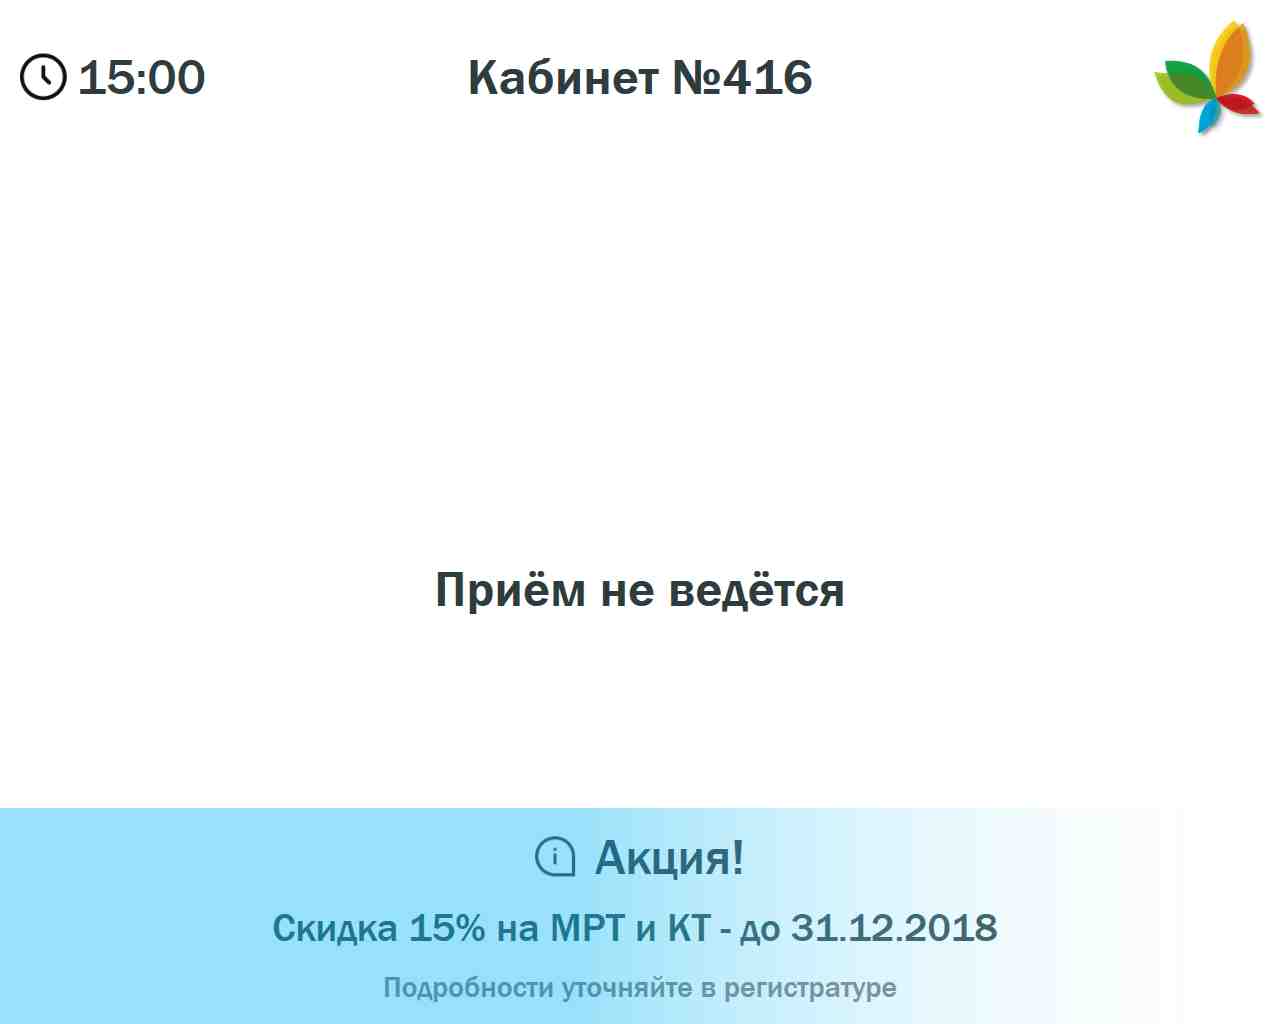 15:00
Кабинет №416
Приём не ведётся
Акция!
Скидка 15% на МРТ и КТ - до 31.12.2018
Подробности уточняйте в регистратуре